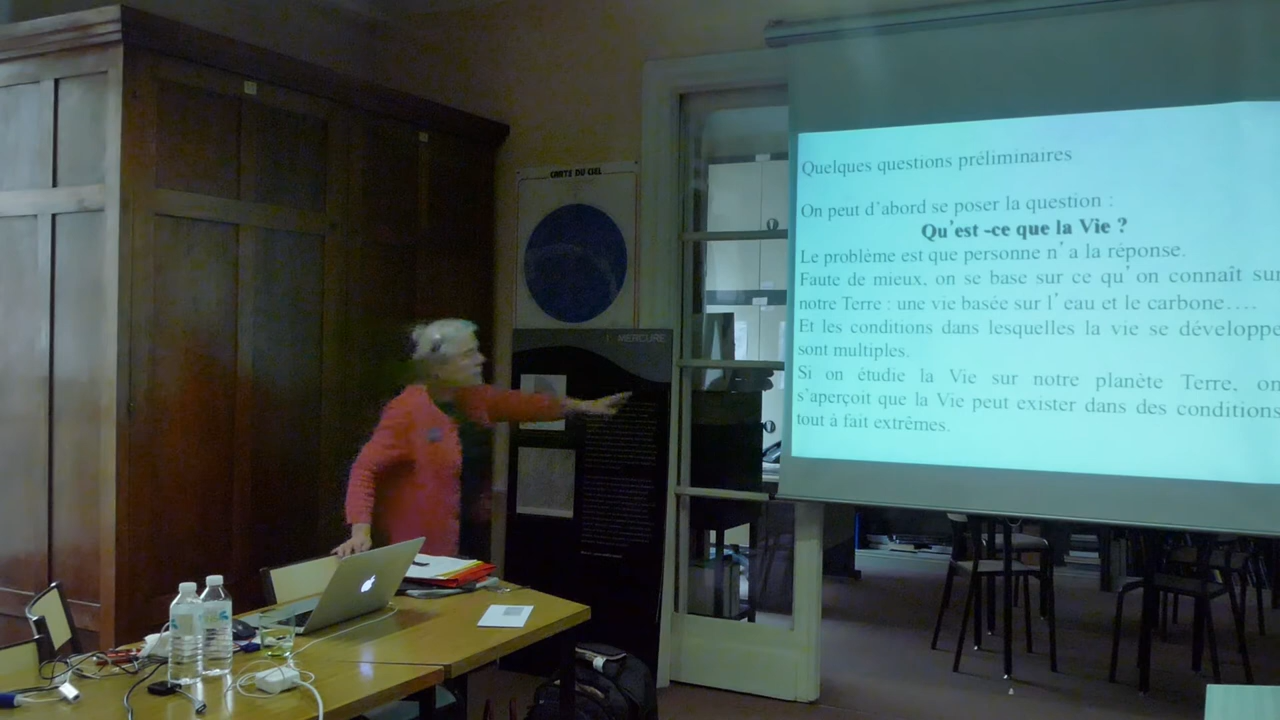 CARTE DU CIEL
MERCURE
Quelques questions préliminaires
On peut d'abord se poser la question :
Qu'est -ce que la Vie ?
Le problème est que personne n' a la réponse.
Faute de mieux, on se base sur ce qu' on connaît sur
notre Terre : une vie basée sur l' eau et le carbone....
Et les conditions dans lesquelles la vie se développe
sont multiples.
Si on étudie la Vie sur notre planète Terre, on
s'aperçoit que la Vie peut exister dans des conditions
tout à fait extrêmes.